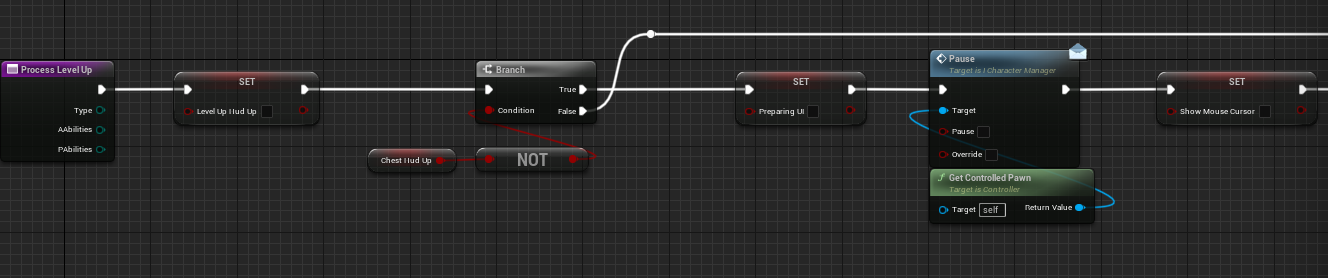 Process Level Up
Type
AAbilities
PAbilities
SET
Level Up Hud Up
Branch
True
Condition
False
Chest Hud Up
NOT
SET
Preparing UI
Pause
Target is I Character Manager
Target
Pause
Override
Get Controlled Pawn
Target is Controller
Target
self
Return Value
SET
Show Mouse Cursor